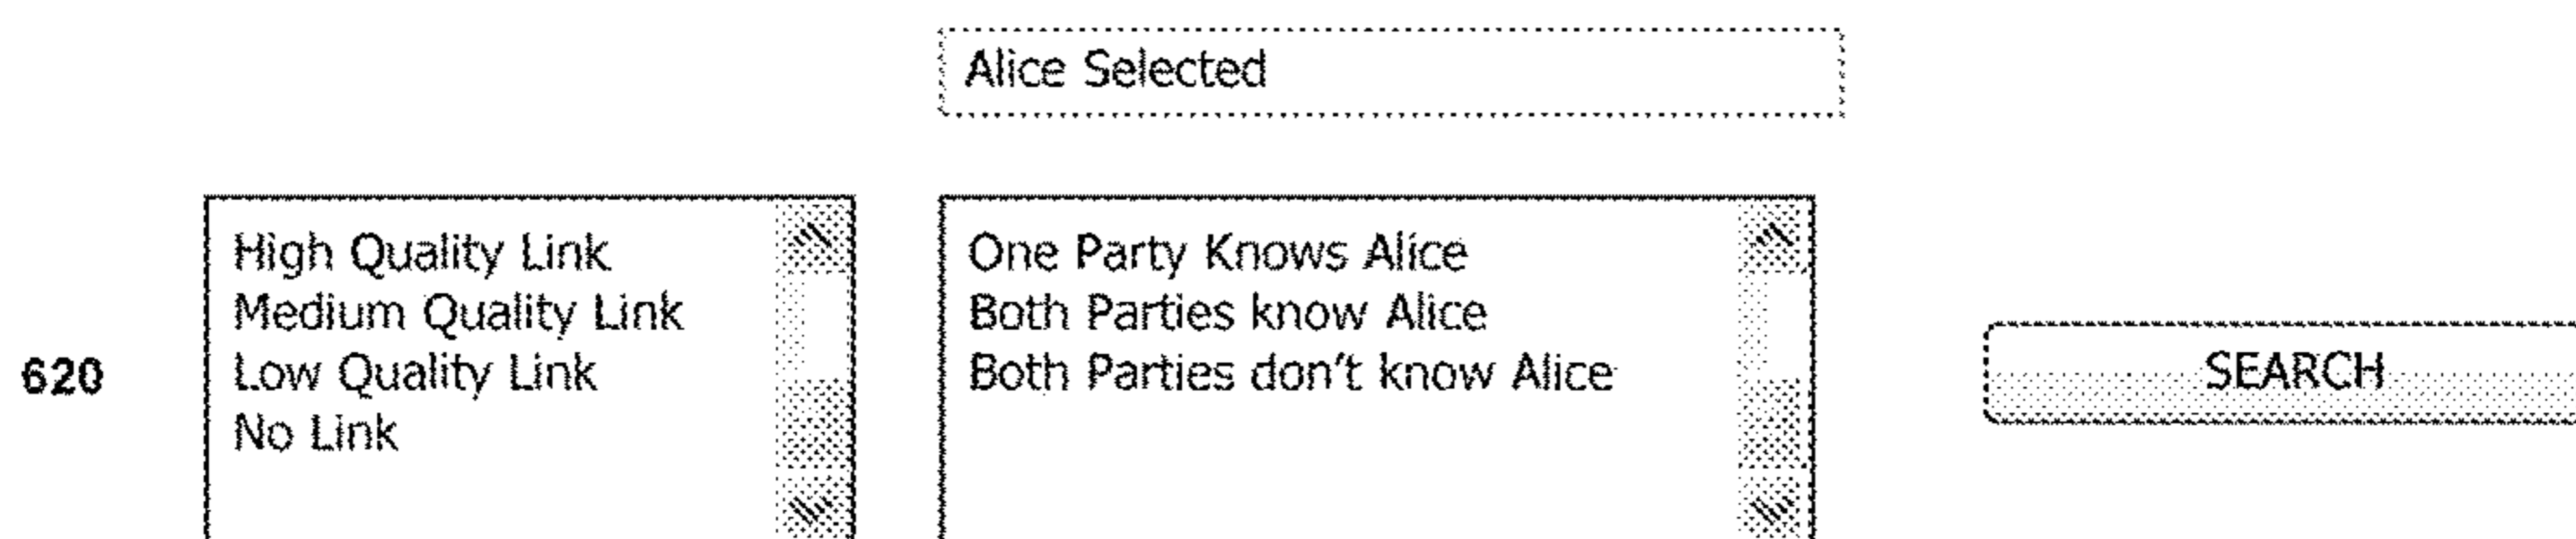 Alice Selected
High Quality Link
Medium Quality Link
Low Quality Link
No Link
One Party Knows Alice
Both Parties know Alice
Both Parties don't know Alice
620
SEARCH